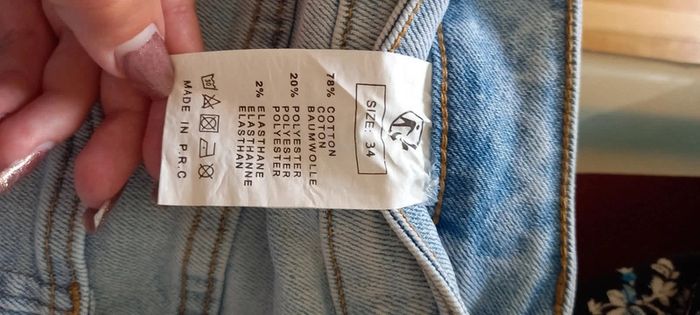 SIZE: 34
78% COTTON
COTTON
BAUMWOLLE
20% POLYESTER
POLYESTER
POLYESTER
2% ELASTHANE
ELASTHANNE
ELASTHAN
MADE IN P.R.C